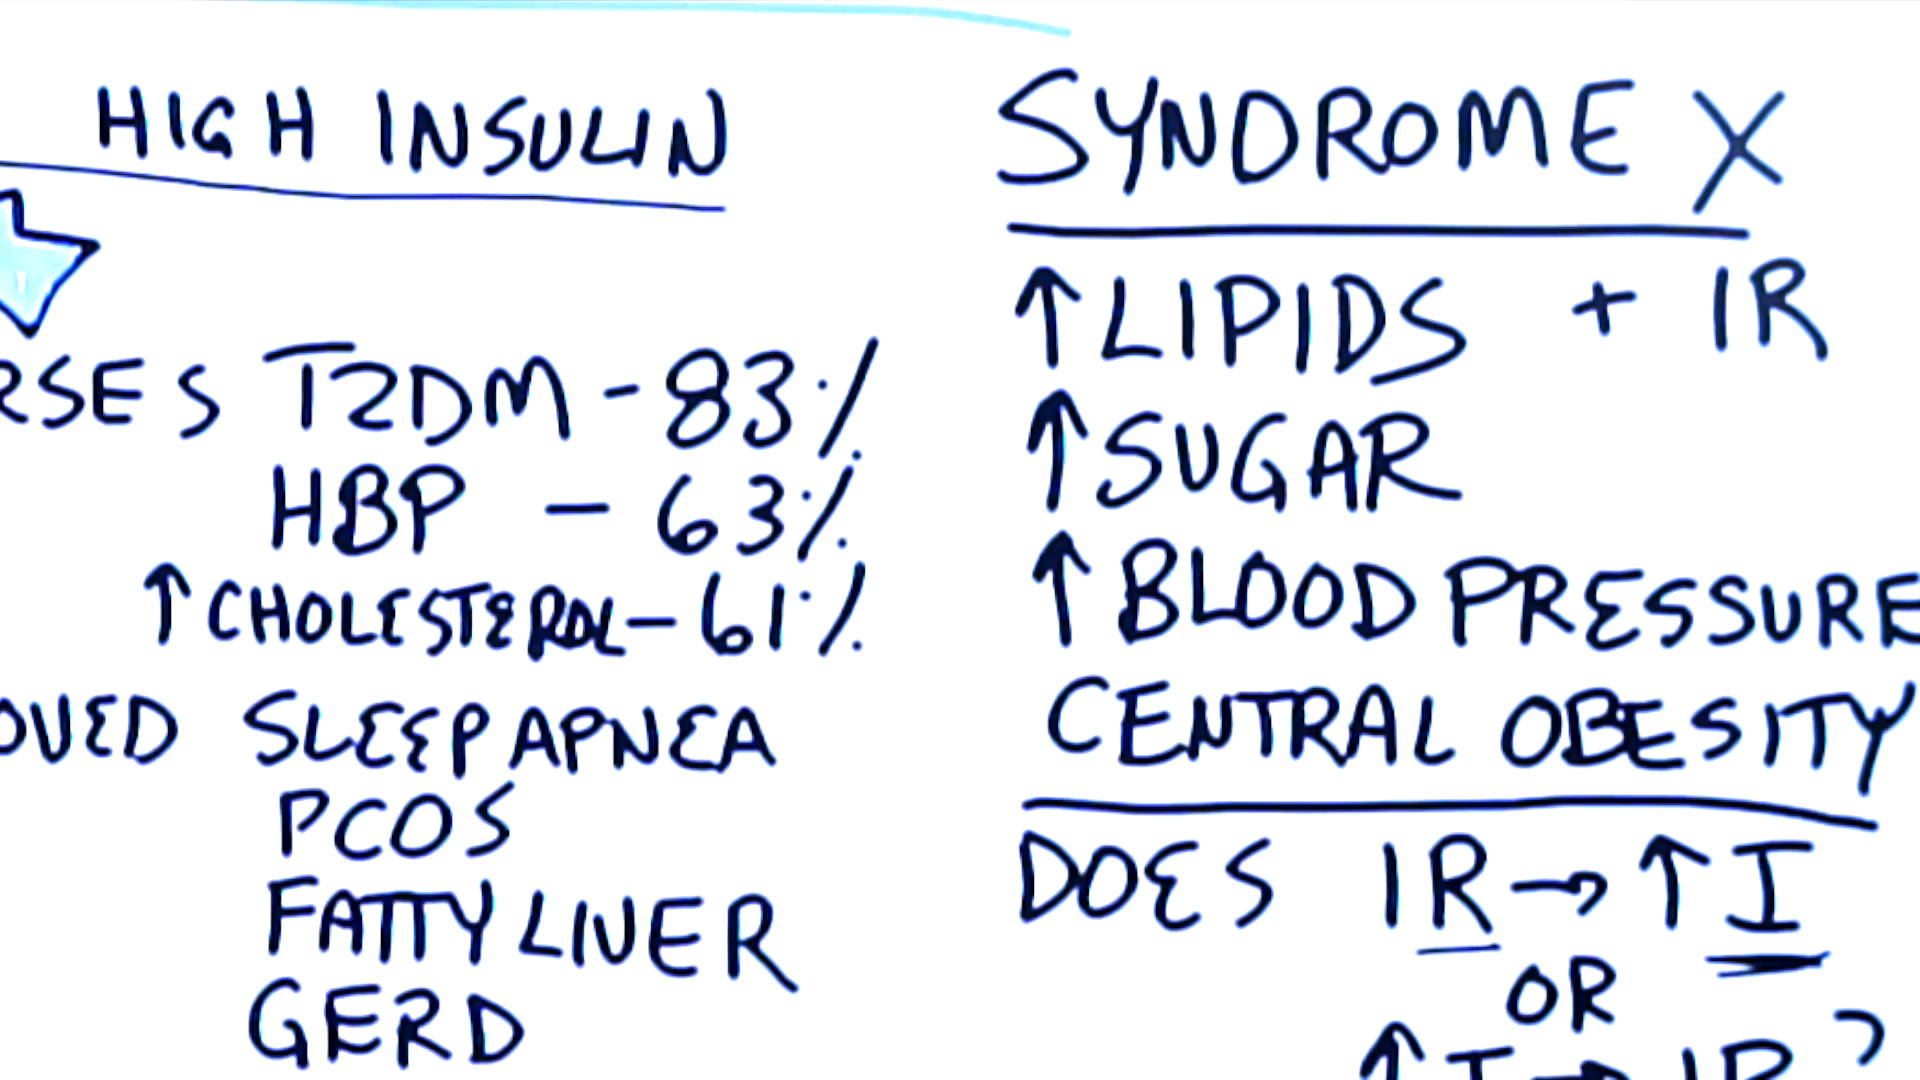 HIGH INSULIN
RSES T2DM - 83%
HBP - 63%
↑ CHOLESTEROL - 61%
OVED SLEEP APNEA
PCOS
FATTY LIVER
GERD
SYNDROME X
↑ LIPIDS + IR
↑ SUGAR
↑ BLOOD PRESSURE
CENTRAL OBESITY
DOES IR → ↑ I
OR
↑ I → IR ?